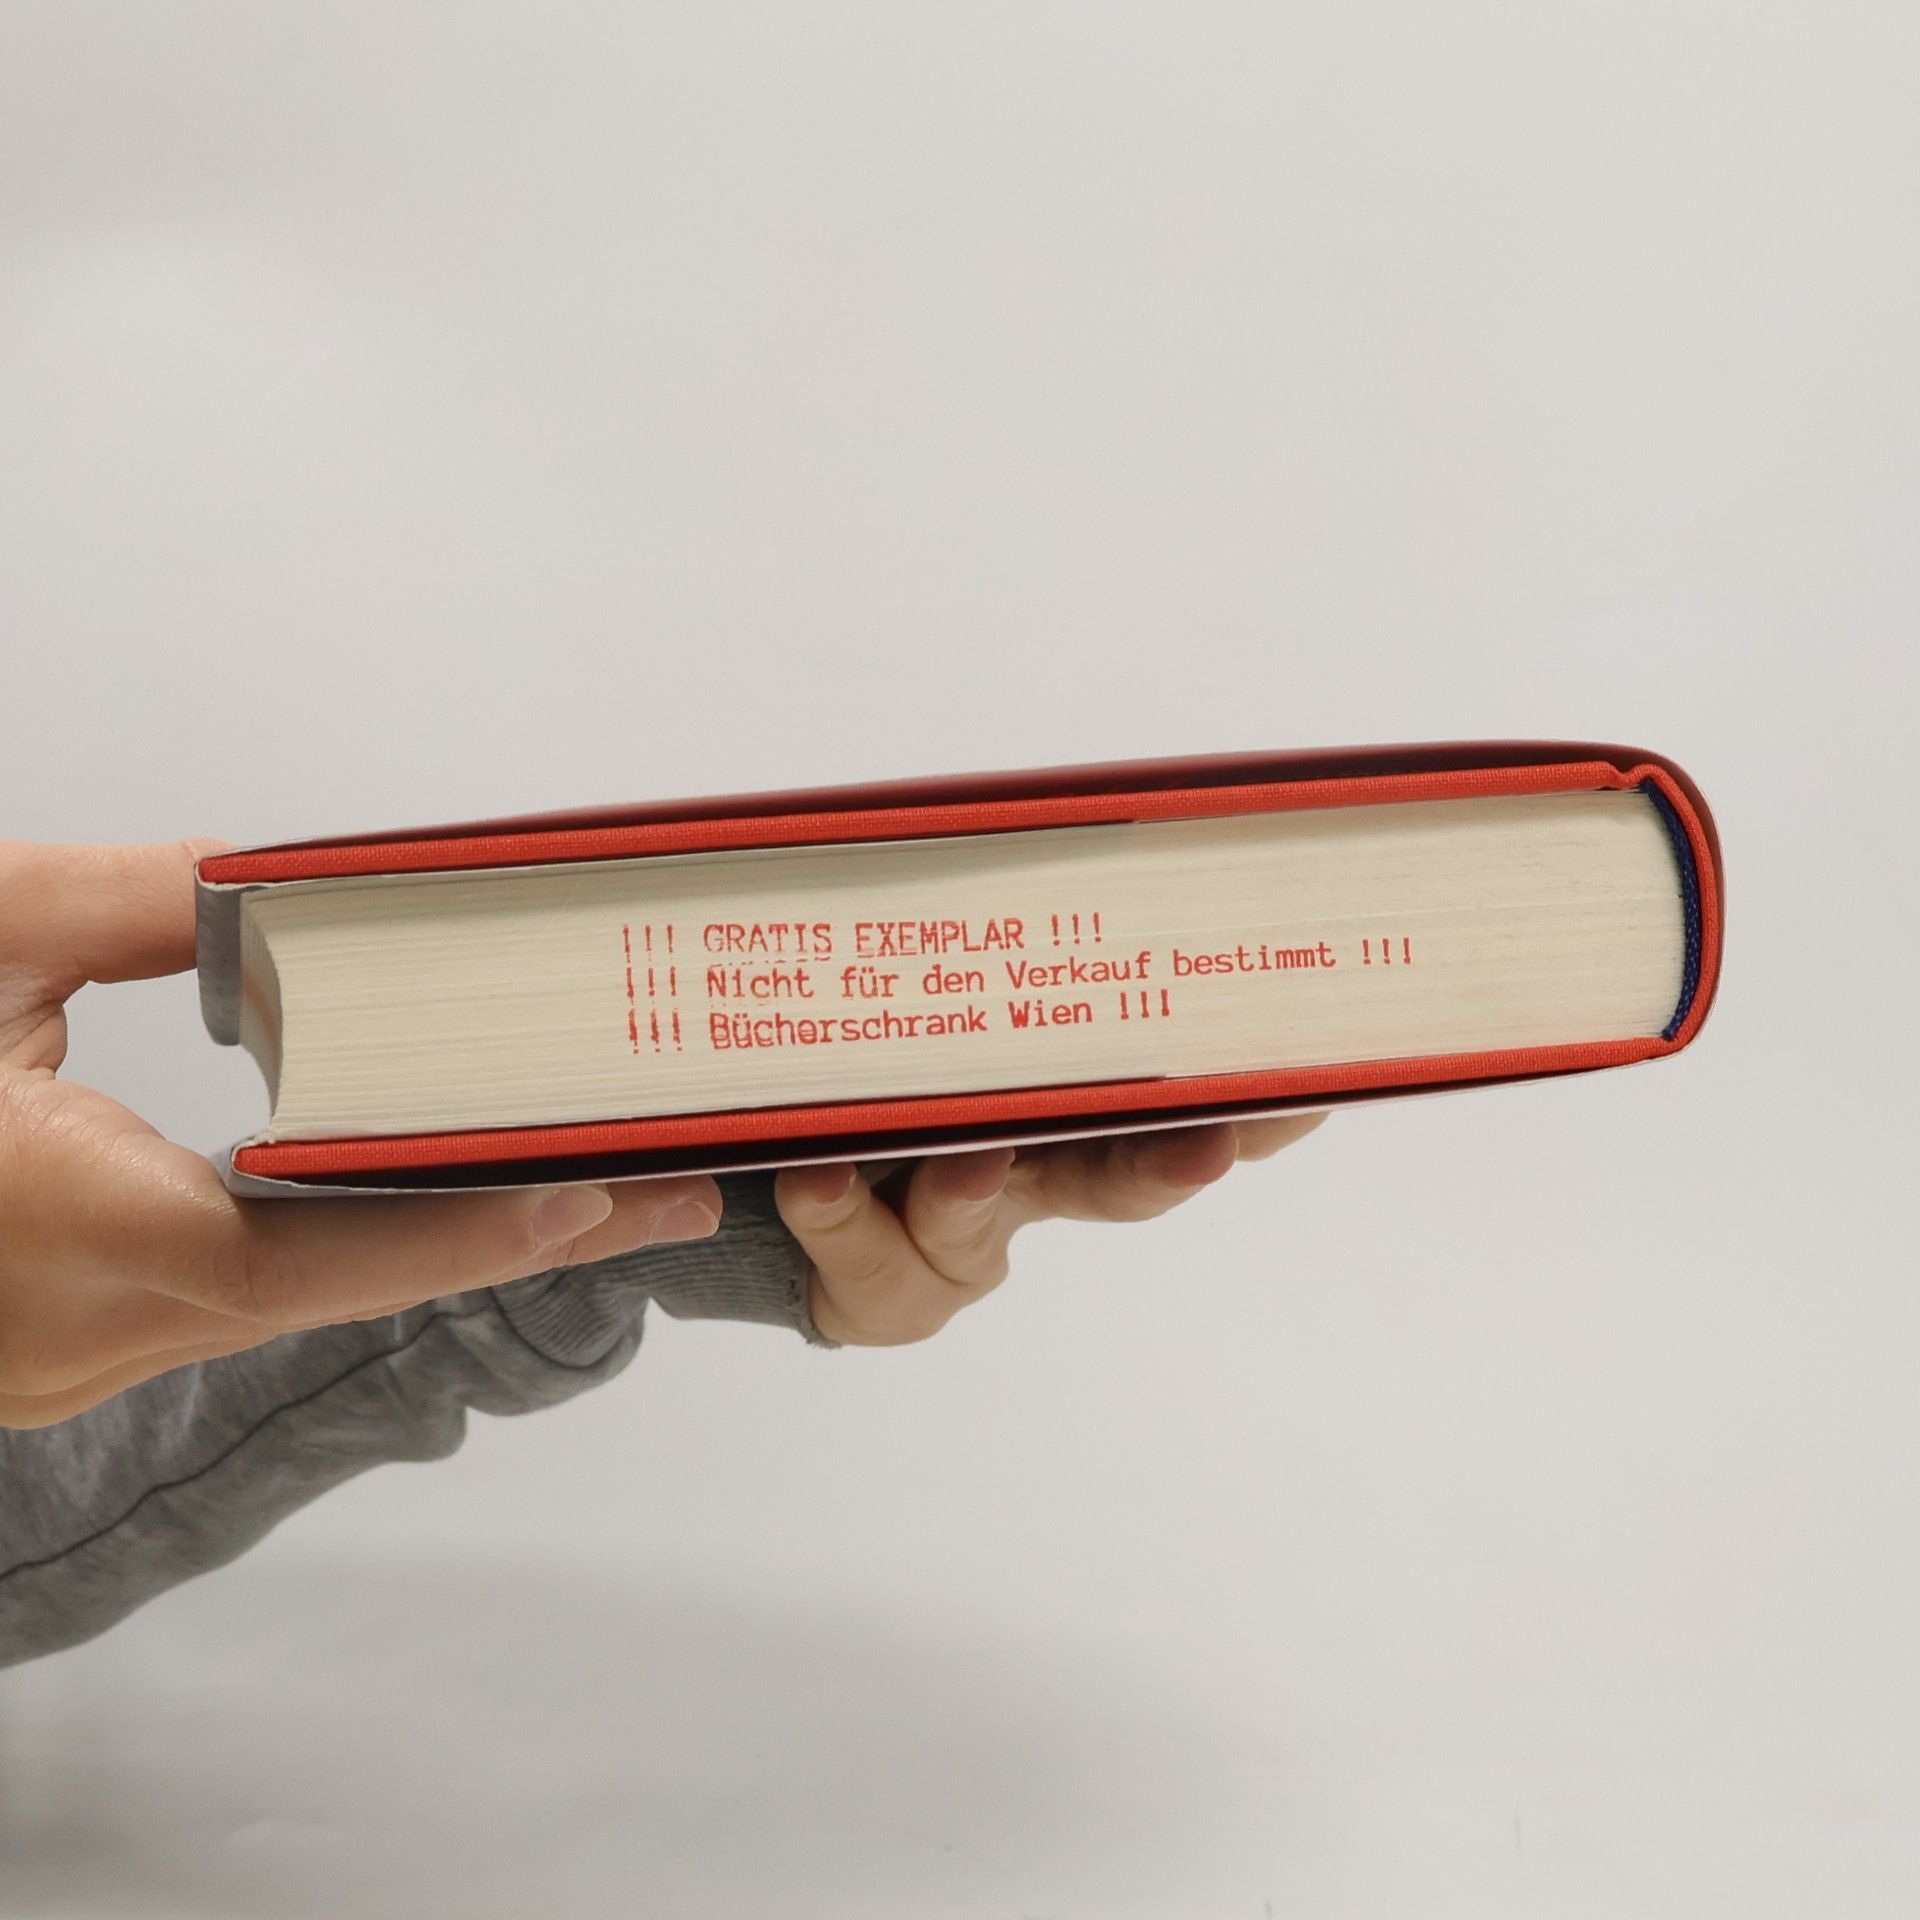 !!! GRATIS EXEMPLAR !!!
!!! Nicht für den Verkauf bestimmt !!!
!!! Bücherschrank Wien !!!